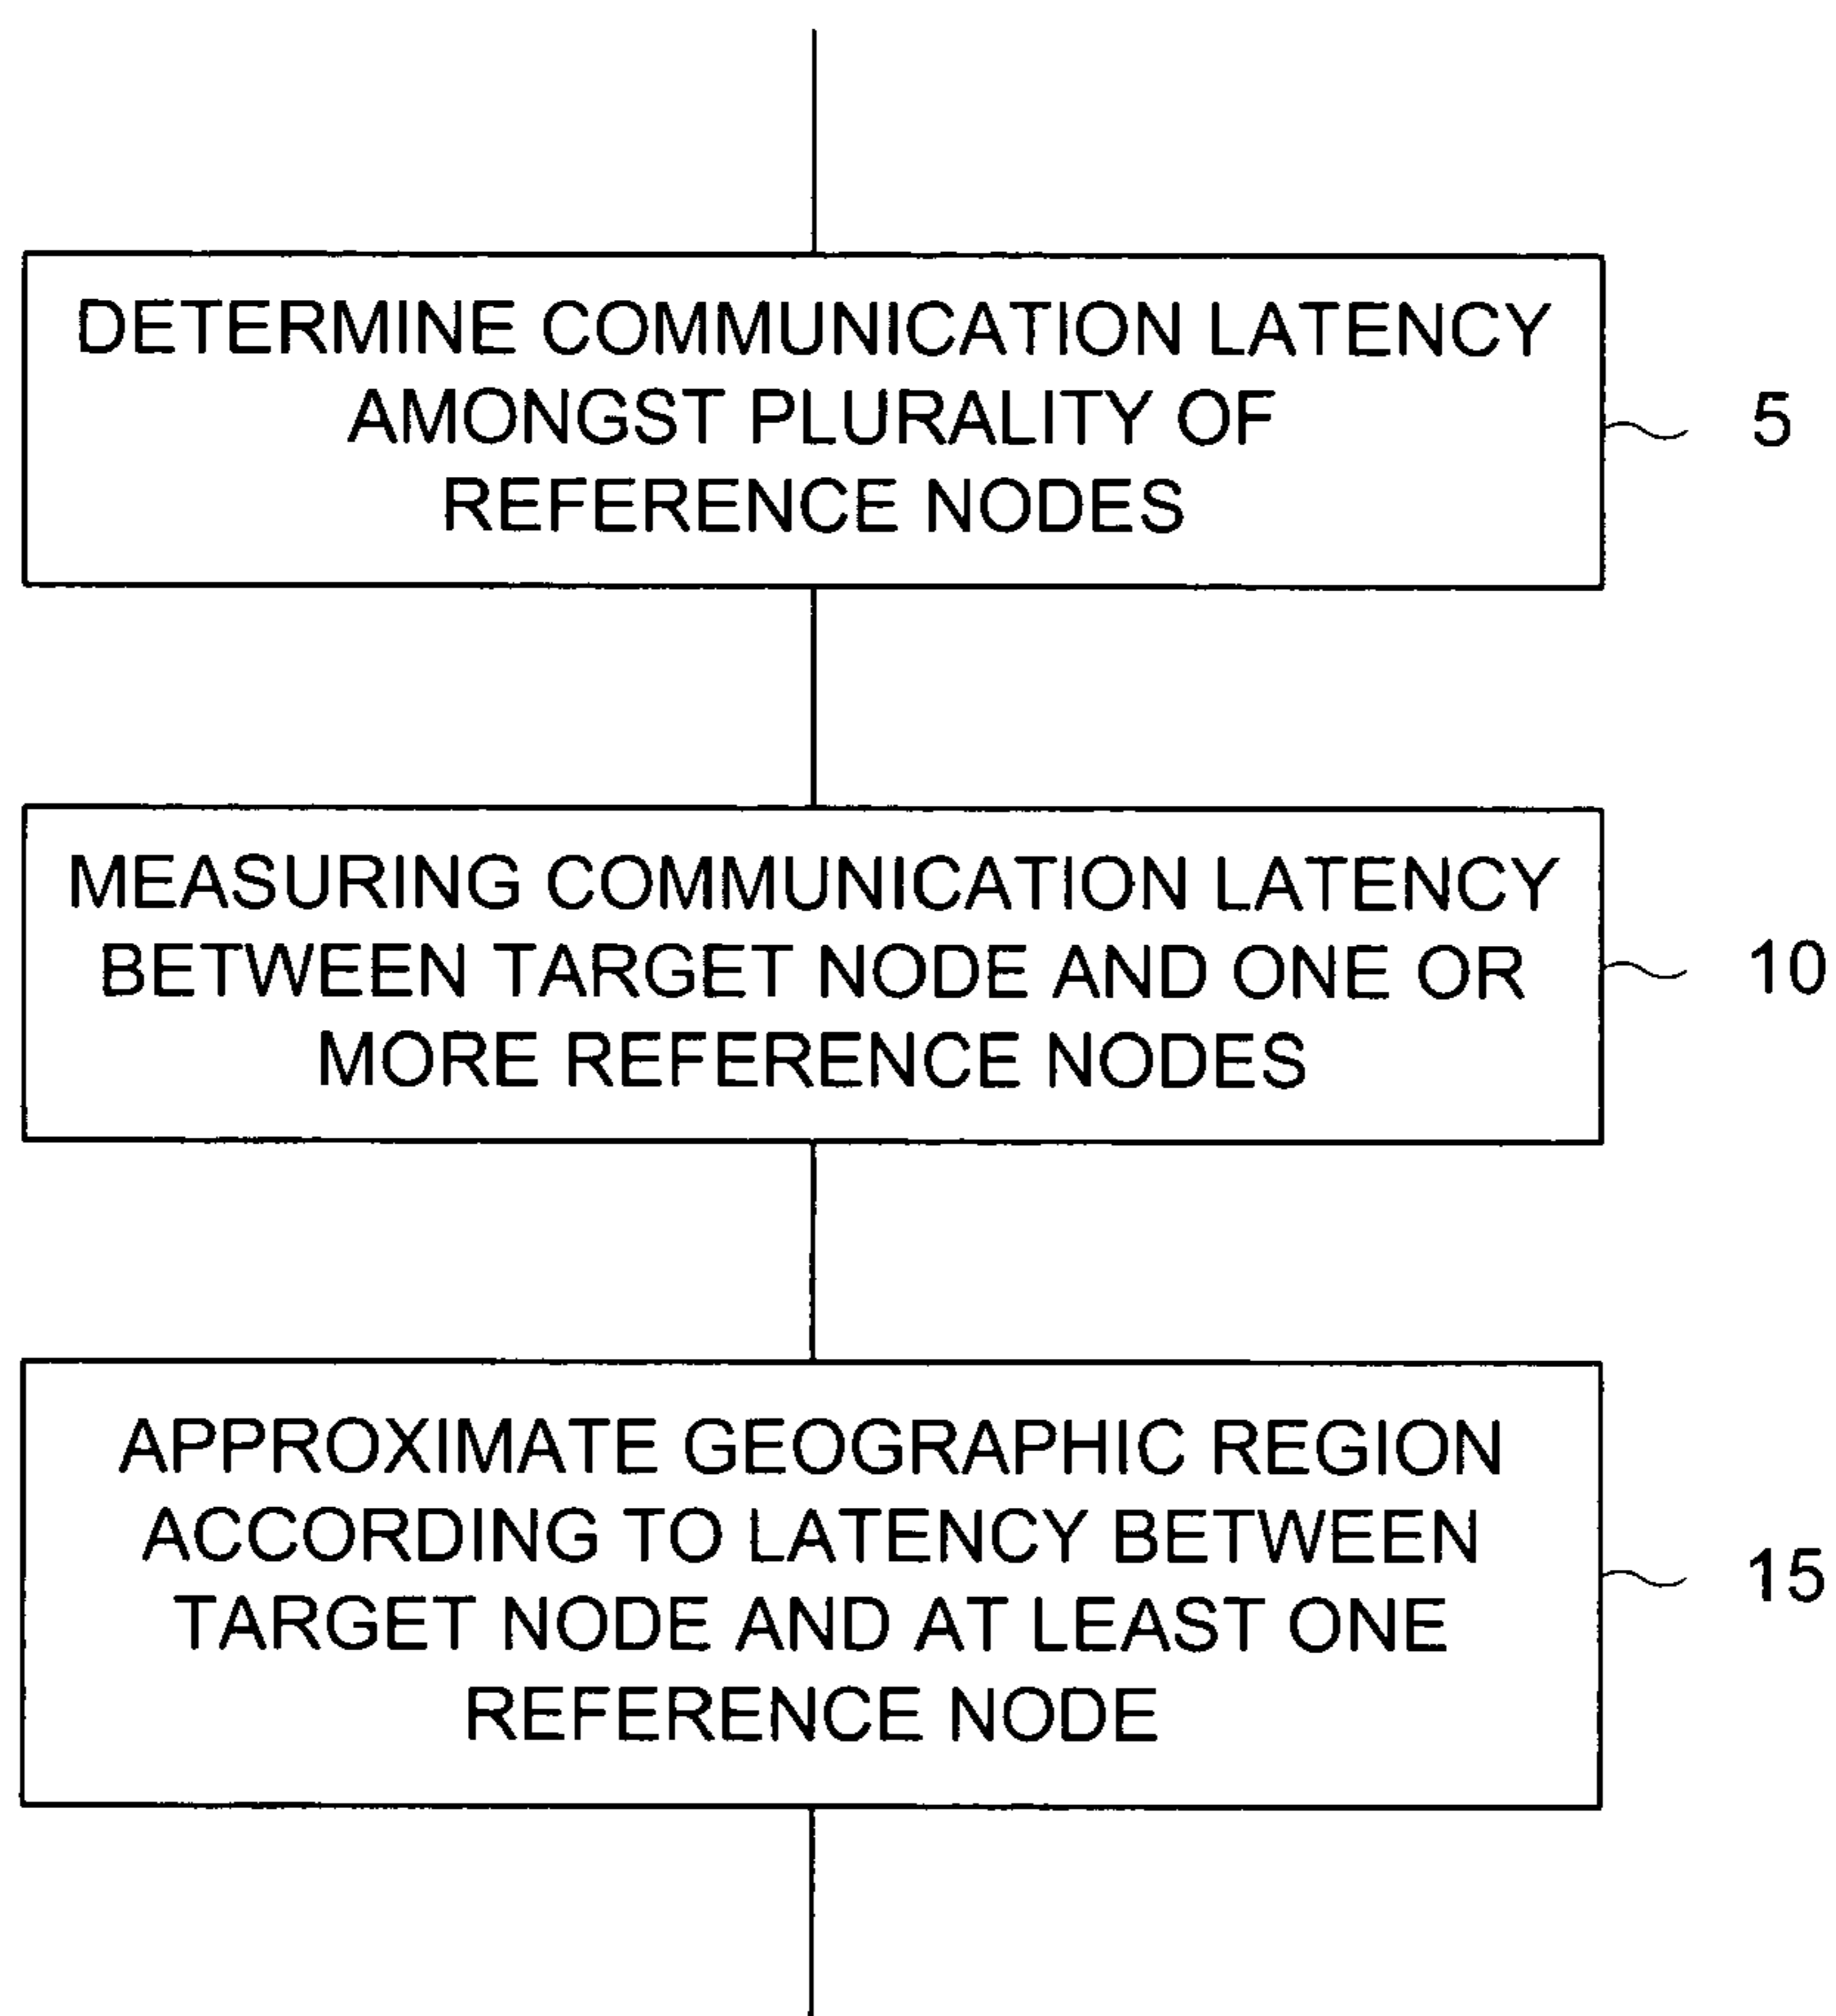 DETERMINE COMMUNICATION LATENCY
AMONGST PLURALITY OF
REFERENCE NODES
5
MEASURING COMMUNICATION LATENCY
BETWEEN TARGET NODE AND ONE OR
MORE REFERENCE NODES
10
APPROXIMATE GEOGRAPHIC REGION
ACCORDING TO LATENCY BETWEEN
TARGET NODE AND AT LEAST ONE
REFERENCE NODE
15